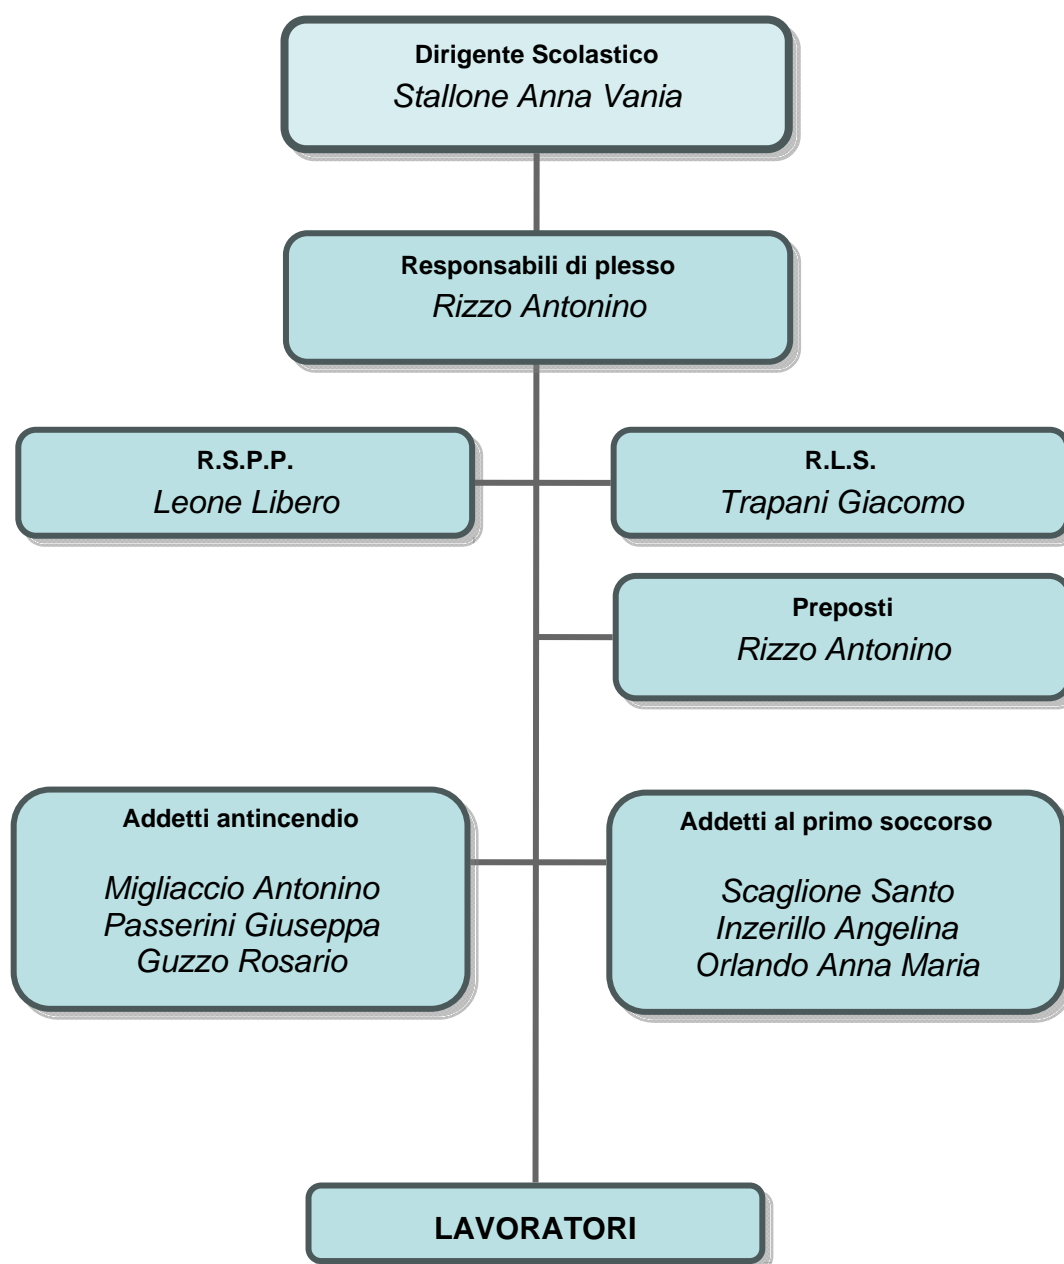 Dirigente Scolastico
Stallone Anna Vania
Responsabili di plesso
Rizzo Antonino
R.S.P.P.
Leone Libero
R.L.S.
Trapani Giacomo
Preposti
Rizzo Antonino
Addetti antincendio
Migliaccio Antonino
Passerini Giuseppa
Guzzo Rosario
Addetti al primo soccorso
Scaglione Santo
Inzerillo Angelina
Orlando Anna Maria
LAVORATORI